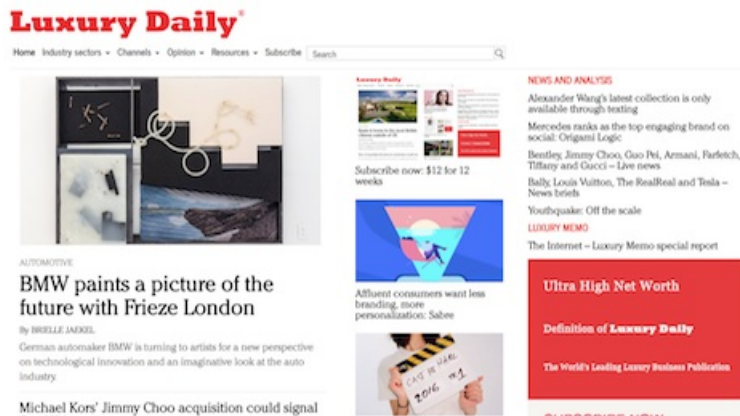 Luxury Daily®
Home Industry sectors Channels Opinion Resources Subscribe Search
AUTOMOTIVE
BMW paints a picture of the
future with Frieze London
By BRIELLE JAEKEL
German automaker BMW is turning to artists for a new perspective
on technological innovation and an imaginative look at the auto
industry.
Michael Kors' Jimmy Choo acquisition could signal
Luxury Daily
Subscribe now: $12 for 12
weeks
Affluent consumers want less
branding, more
personalization: Sabre
2016
NEWS AND ANALYSIS
Alexander Wang's latest collection is only
available through texting
Mercedes ranks as the top engaging brand on
social: Origami Logic
Bentley, Jimmy Choo, Guo Pei, Armani, Farfetch,
Tiffany and Gucci – Live news
Bally, Louis Vuitton, The RealReal and Tesla –
News briefs
Youthquake: Off the scale
LUXURY MEMO
The Internet – Luxury Memo special report
Ultra High Net Worth
Definition of Luxury Daily
The World's Leading Luxury Business Publication
SUBSCRIBE NOW